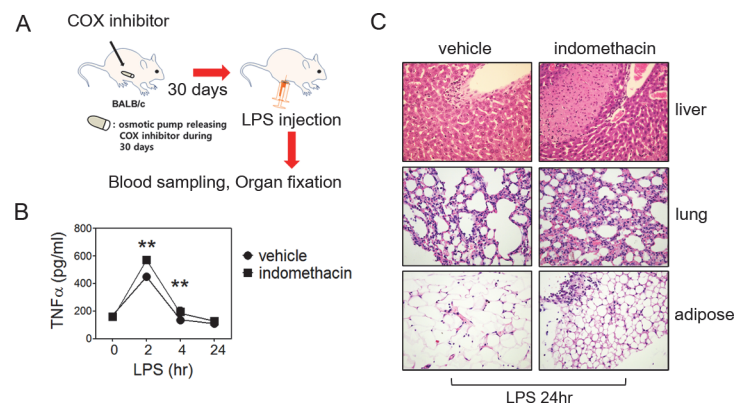 A
COX inhibitor
BALB/c
30 days
LPS injection
: osmotic pump releasing
COX inhibitor during
30 days
Blood sampling, Organ fixation
B
TNFα (pg/ml)
800
600
400
200
0
**
**
vehicle
indomethacin
0 2 4 24
LPS (hr)
C
vehicle indomethacin
liver
lung
adipose
LPS 24hr